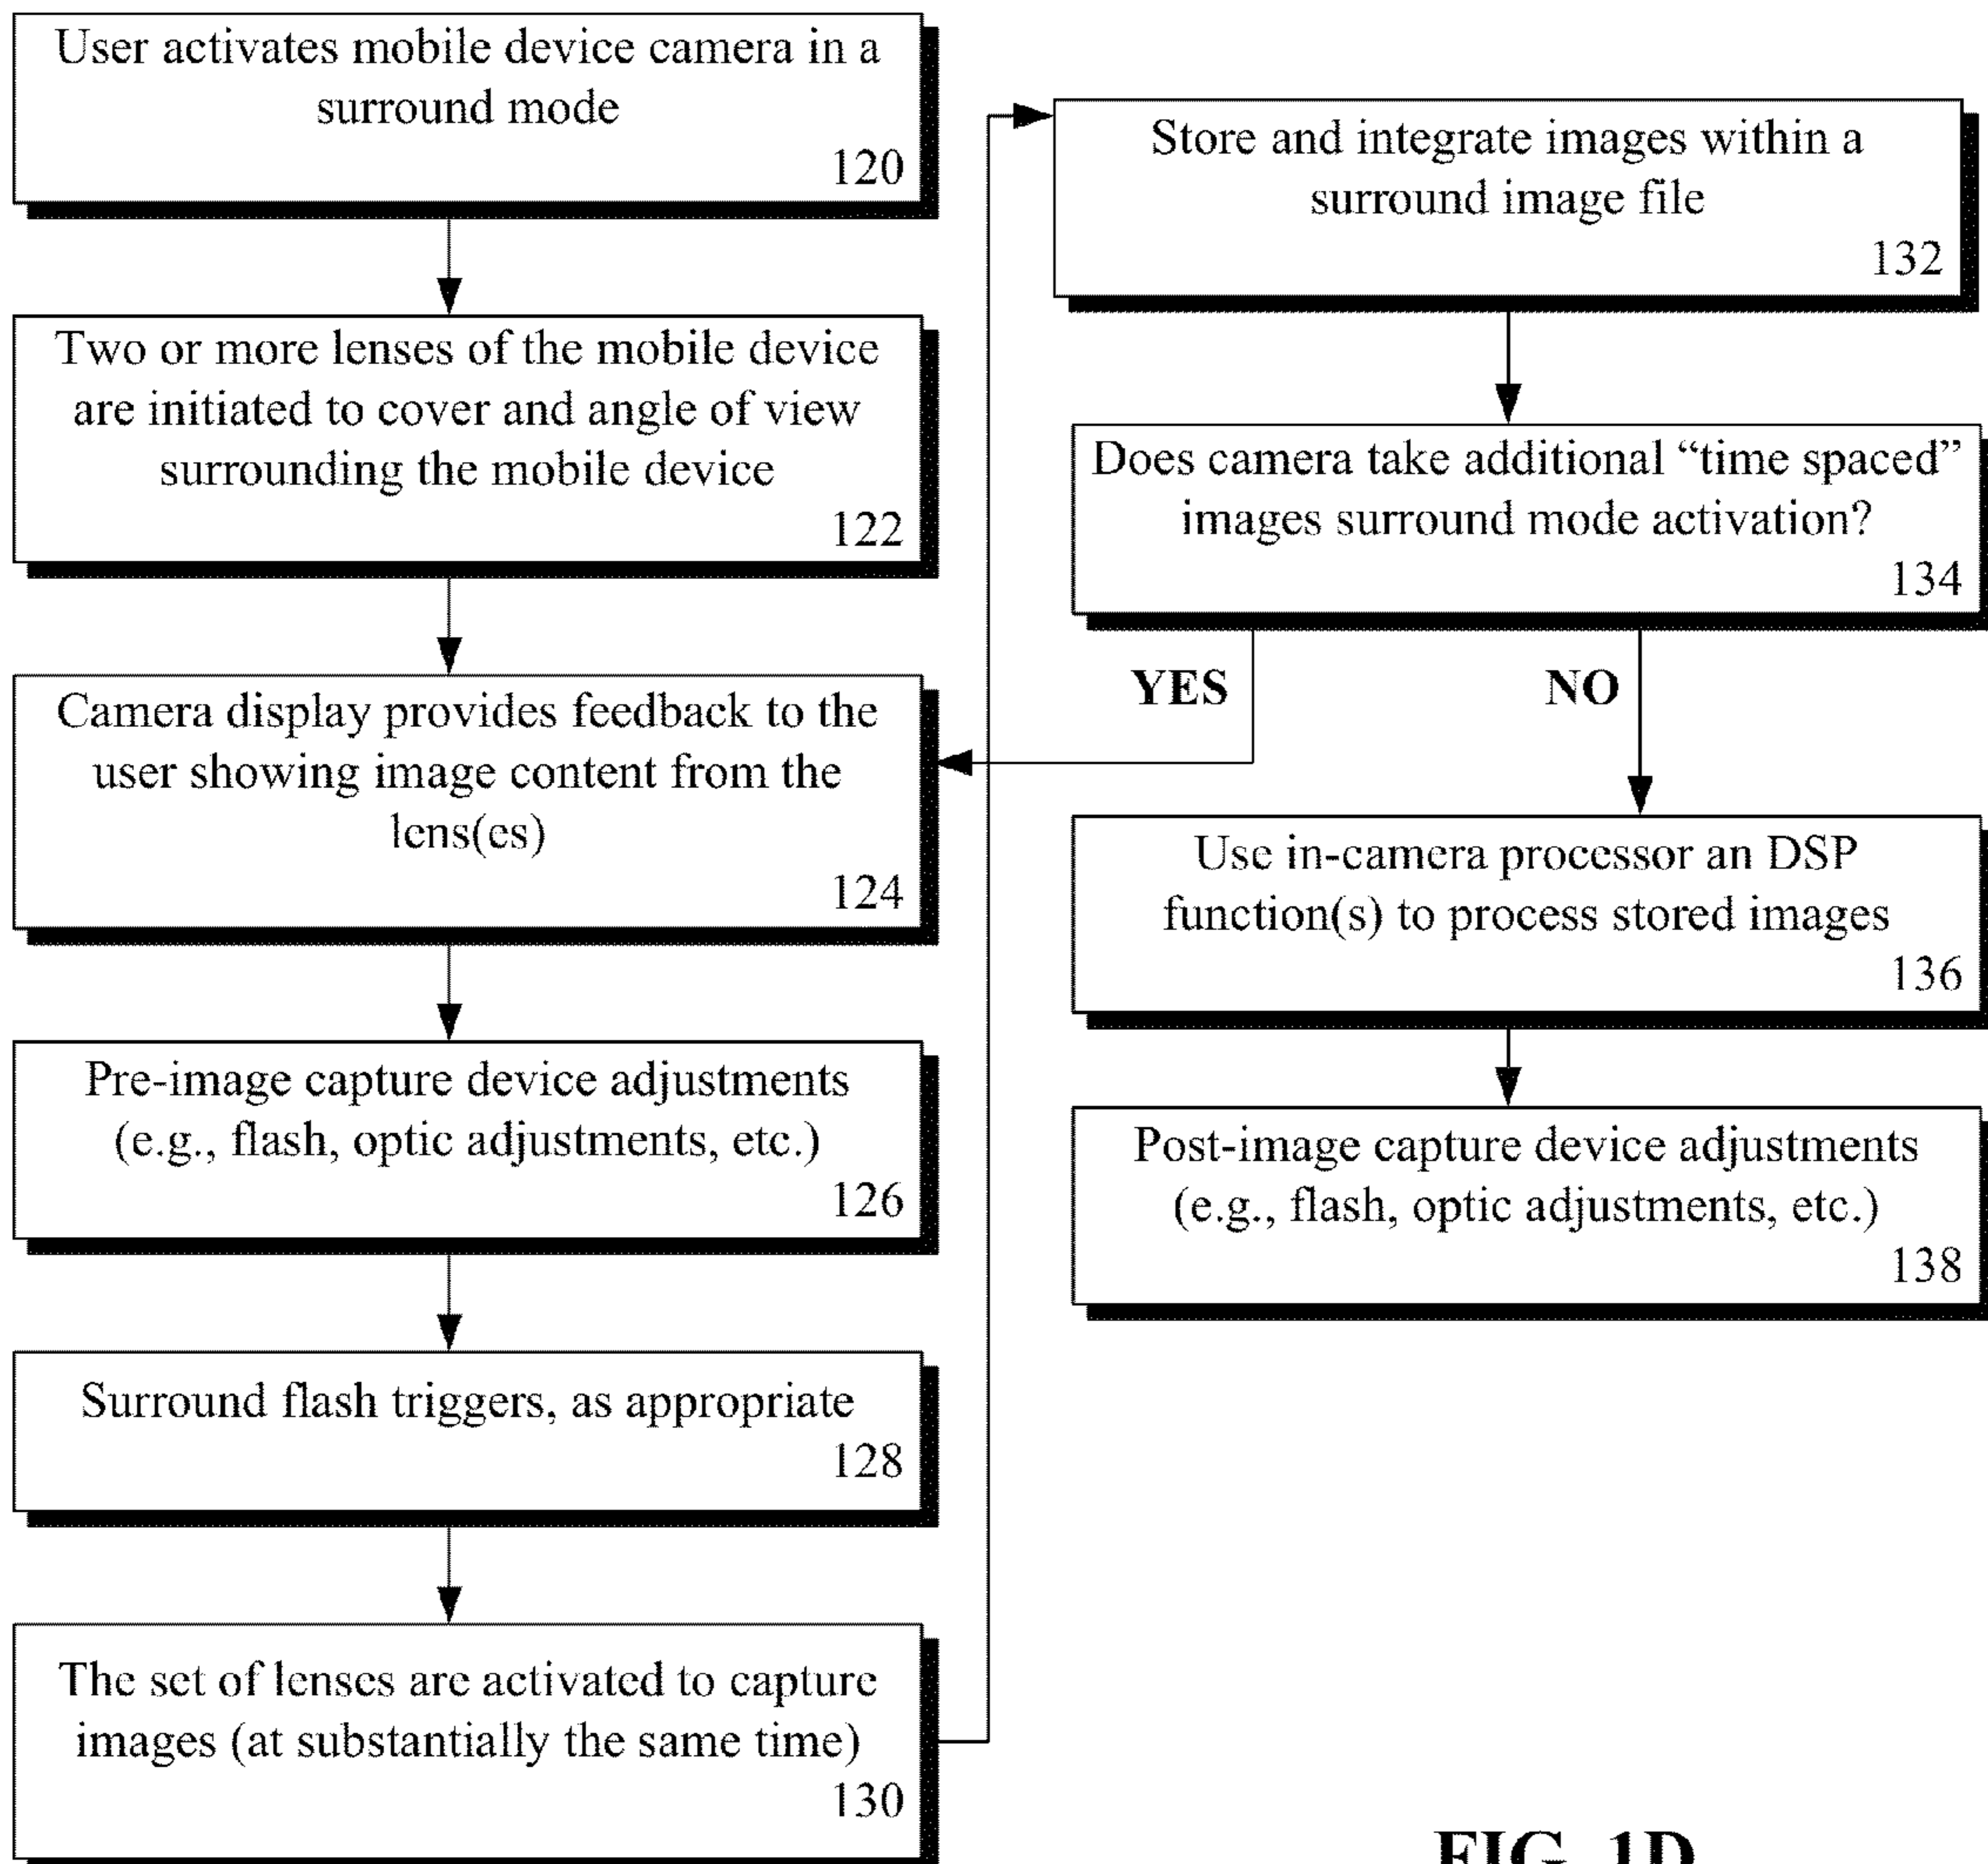 User activates mobile device camera in a
surround mode
120
Two or more lenses of the mobile device
are initiated to cover and angle of view
surrounding the mobile device
122
Camera display provides feedback to the
user showing image content from the
lens(es)
124
Pre-image capture device adjustments
(e.g., flash, optic adjustments, etc.)
126
Surround flash triggers, as appropriate
128
The set of lenses are activated to capture
images (at substantially the same time)
130
Store and integrate images within a
surround image file
132
Does camera take additional “time spaced”
images surround mode activation?
134
YES
NO
Use in-camera processor an DSP
function(s) to process stored images
136
Post-image capture device adjustments
(e.g., flash, optic adjustments, etc.)
138
FIG. 1D